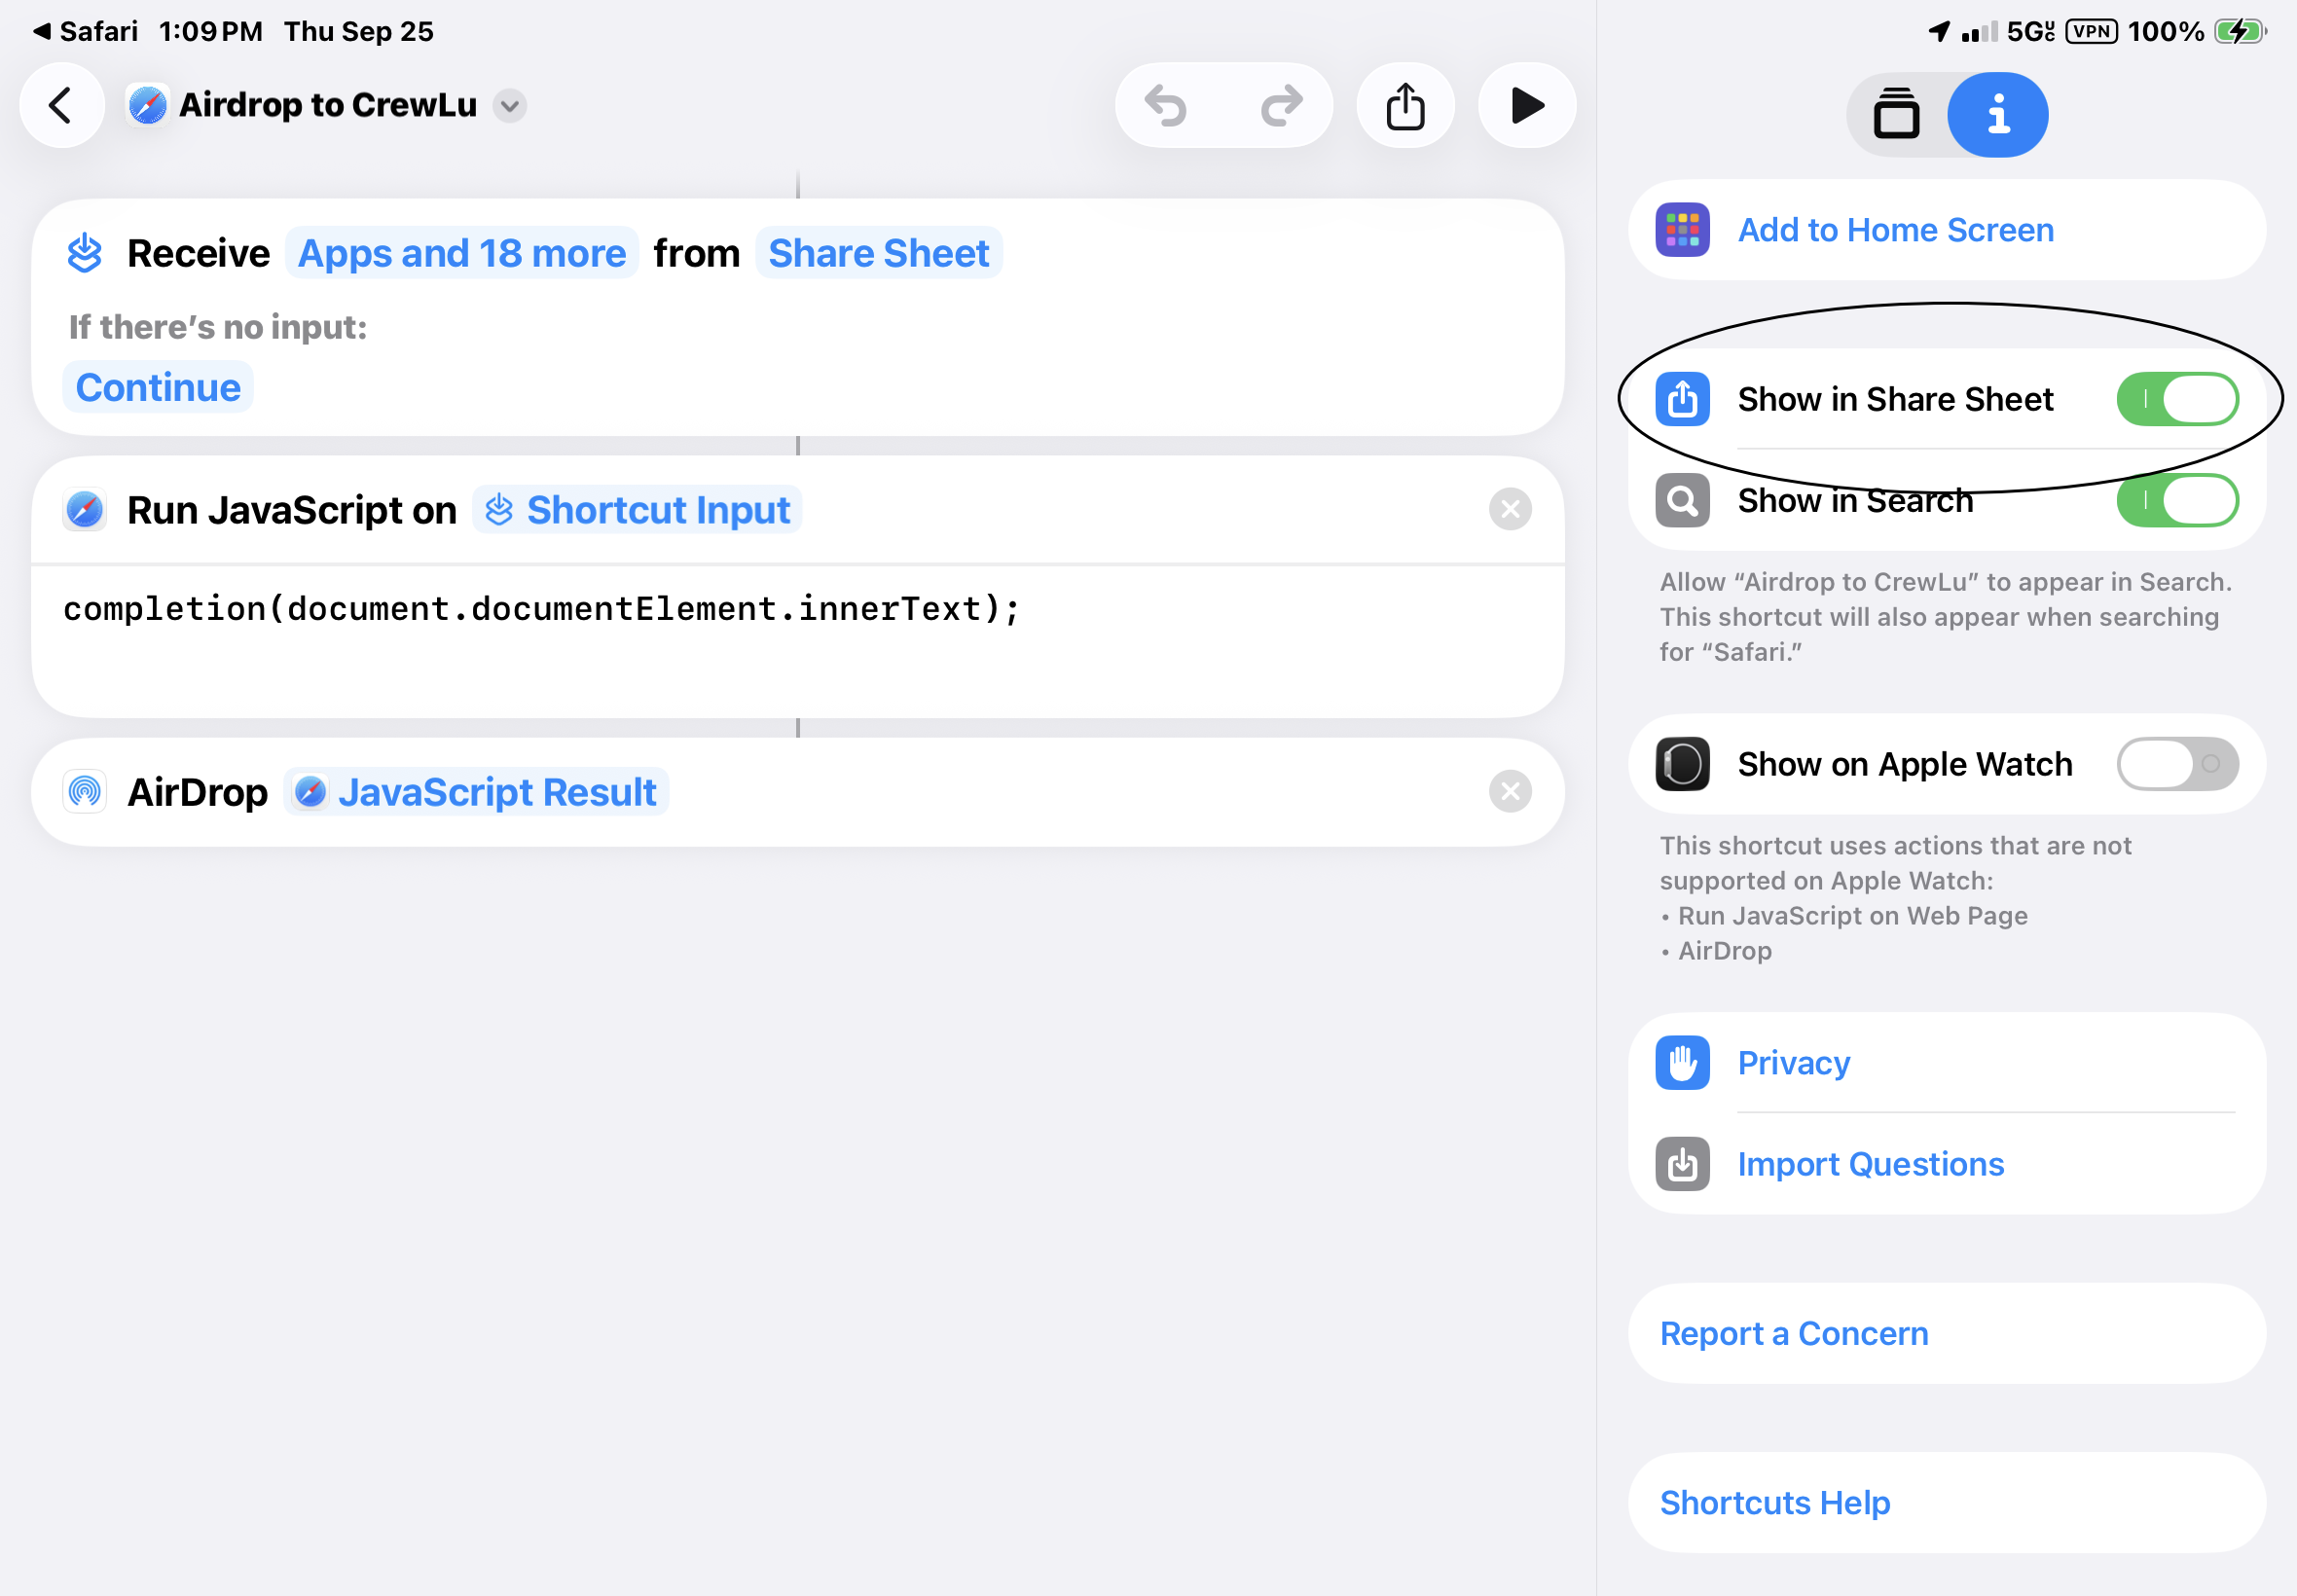 Safari 1:09 PM Thu Sep 25
5G UC VPN 100%
Airdrop to CrewLu
Receive Apps and 18 more from Share Sheet
If there’s no input:
Continue
Run JavaScript on Shortcut Input
completion(document.documentElement.innerText);
AirDrop JavaScript Result
Add to Home Screen
Show in Share Sheet
Show in Search
Allow “Airdrop to CrewLu” to appear in Search.
This shortcut will also appear when searching
for “Safari.”
Show on Apple Watch
This shortcut uses actions that are not
supported on Apple Watch:
• Run JavaScript on Web Page
• AirDrop
Privacy
Import Questions
Report a Concern
Shortcuts Help